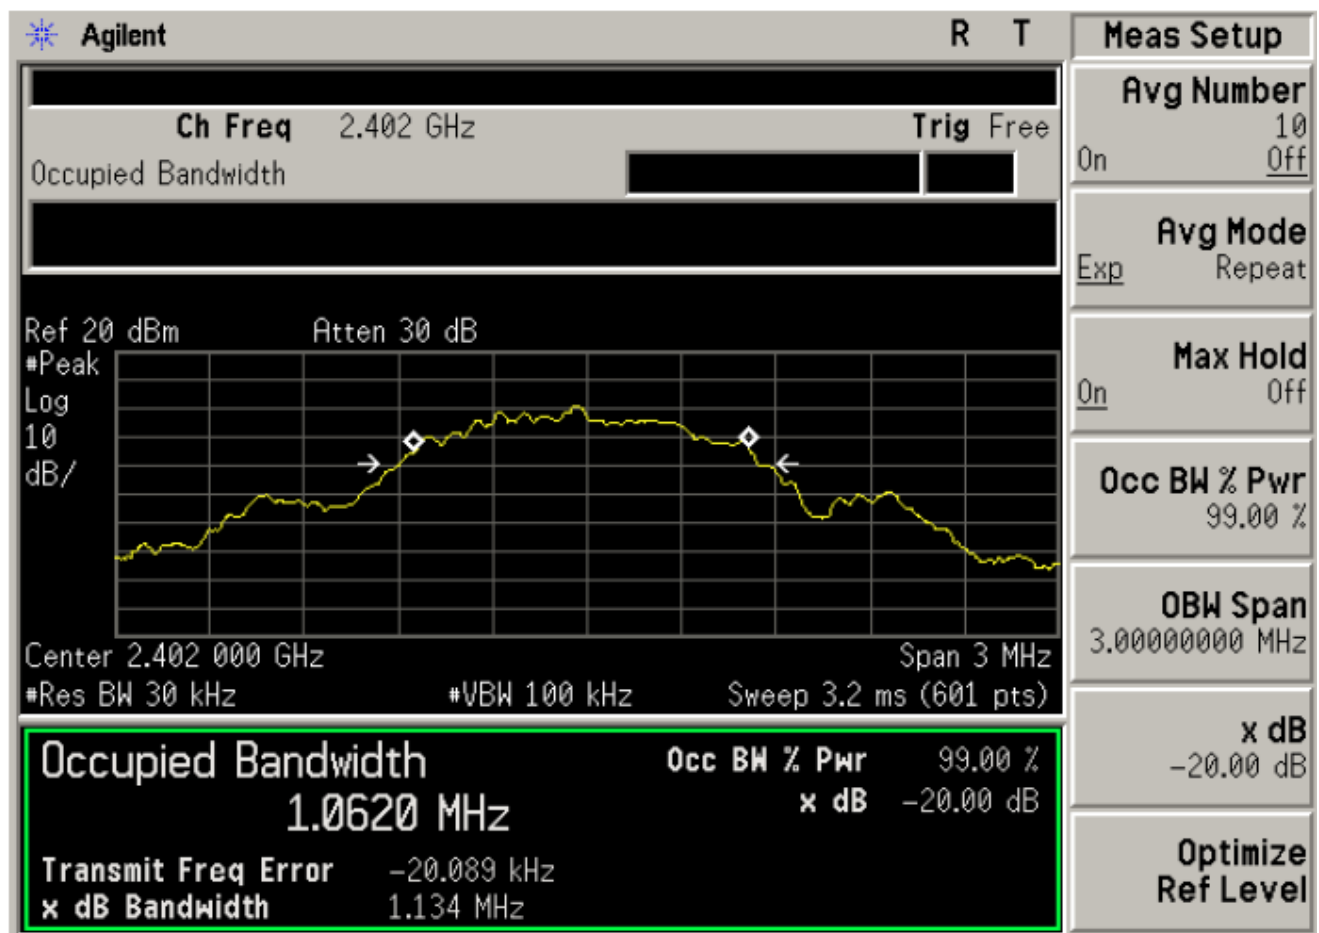 Agilent R T Meas Setup
Ch Freq 2.402 GHz Trig Free
Occupied Bandwidth
Ref 20 dBm Atten 30 dB
#Peak
Log
10
dB/
Center 2.402 000 GHz Span 3 MHz
#Res BW 30 kHz #VBW 100 kHz Sweep 3.2 ms (601 pts)
Occupied Bandwidth Occ BW % Pwr 99.00 %
1.0620 MHz x dB -20.00 dB
Transmit Freq Error -20.089 kHz
x dB Bandwidth 1.134 MHz
Avg Number
10
On Off
Avg Mode
Exp Repeat
Max Hold
On Off
Occ BW % Pwr
99.00 %
OBW Span
3.00000000 MHz
x dB
-20.00 dB
Optimize
Ref Level